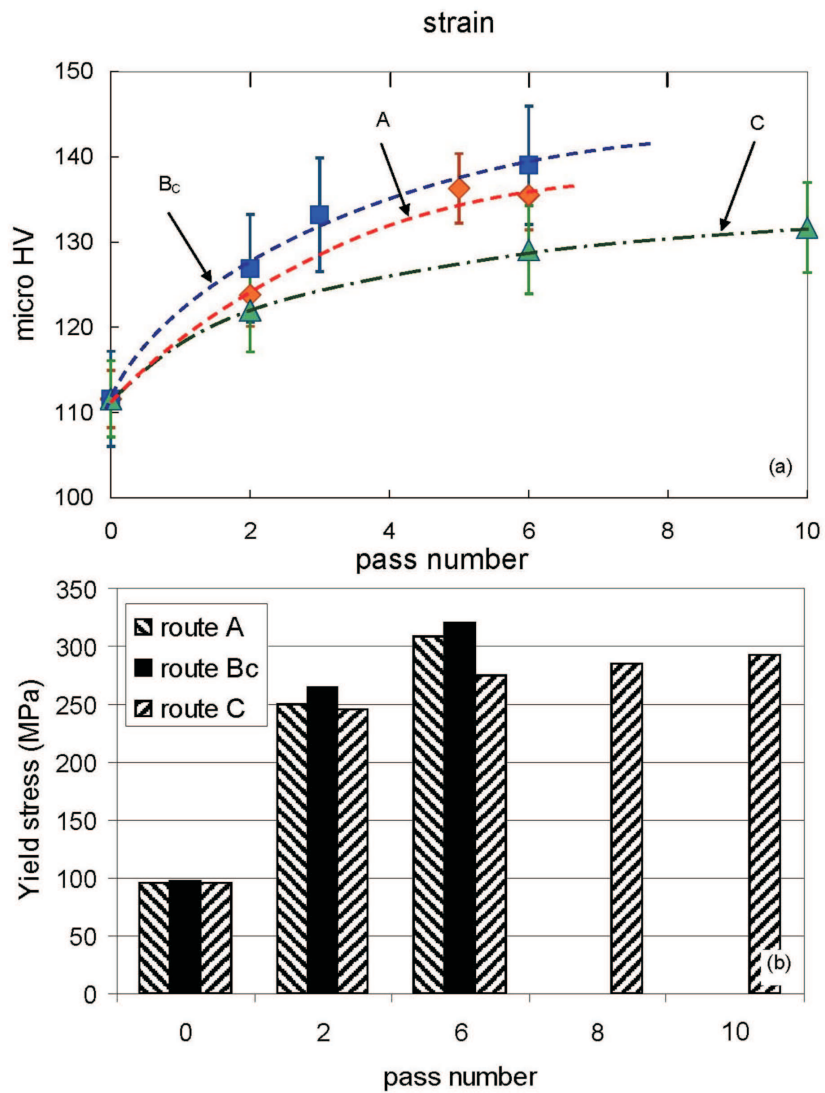 strain
150
140
130
120
110
100
micro HV
A
C
Bc
(a)
0 2 4 6 8 10
pass number
350
300
250
200
150
100
50
0
Yield stress (MPa)
route A
route Bc
route C
(b)
0 2 6 8 10
pass number